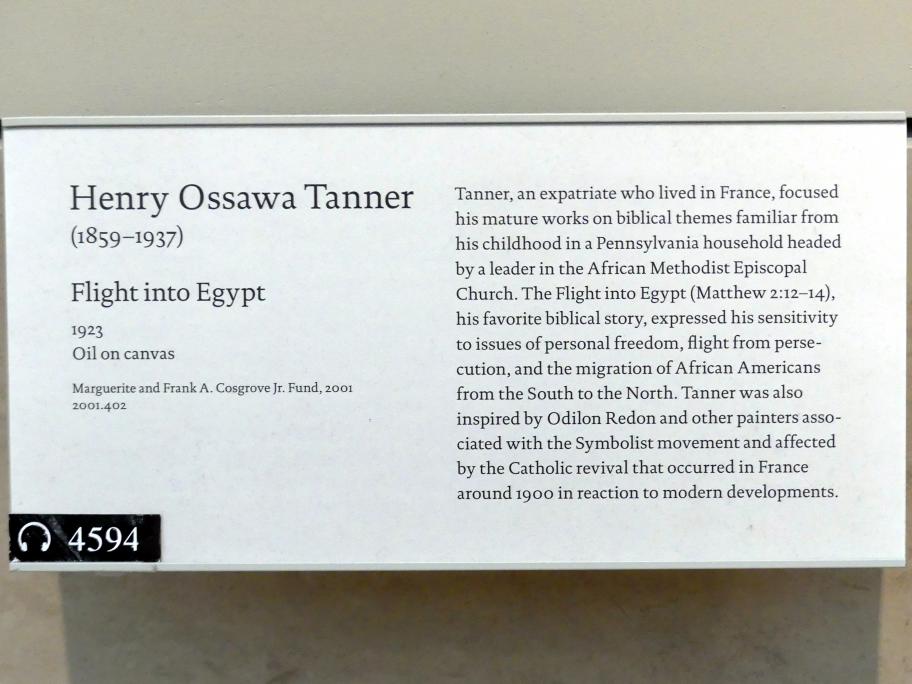 Henry Ossawa Tanner
(1859–1937)
Flight into Egypt
1923
Oil on canvas
Marguerite and Frank A. Cosgrove Jr. Fund, 2001
2001.402
4594
Tanner, an expatriate who lived in France, focused
his mature works on biblical themes familiar from
his childhood in a Pennsylvania household headed
by a leader in the African Methodist Episcopal
Church. The Flight into Egypt (Matthew 2:12–14),
his favorite biblical story, expressed his sensitivity
to issues of personal freedom, flight from perse-
cution, and the migration of African Americans
from the South to the North. Tanner was also
inspired by Odilon Redon and other painters asso-
ciated with the Symbolist movement and affected
by the Catholic revival that occurred in France
around 1900 in reaction to modern developments.